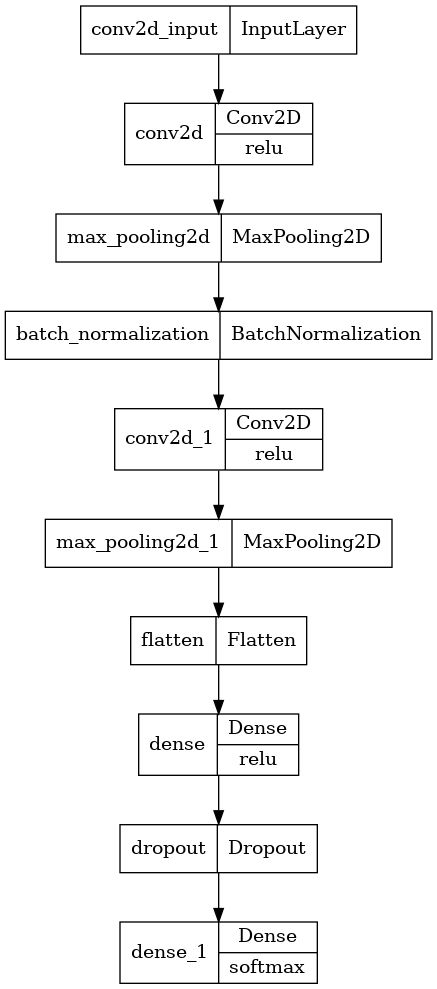 conv2d_input InputLayer
conv2d Conv2D
relu
max_pooling2d MaxPooling2D
batch_normalization BatchNormalization
conv2d_1 Conv2D
relu
max_pooling2d_1 MaxPooling2D
flatten Flatten
dense Dense
relu
dropout Dropout
dense_1 Dense
softmax